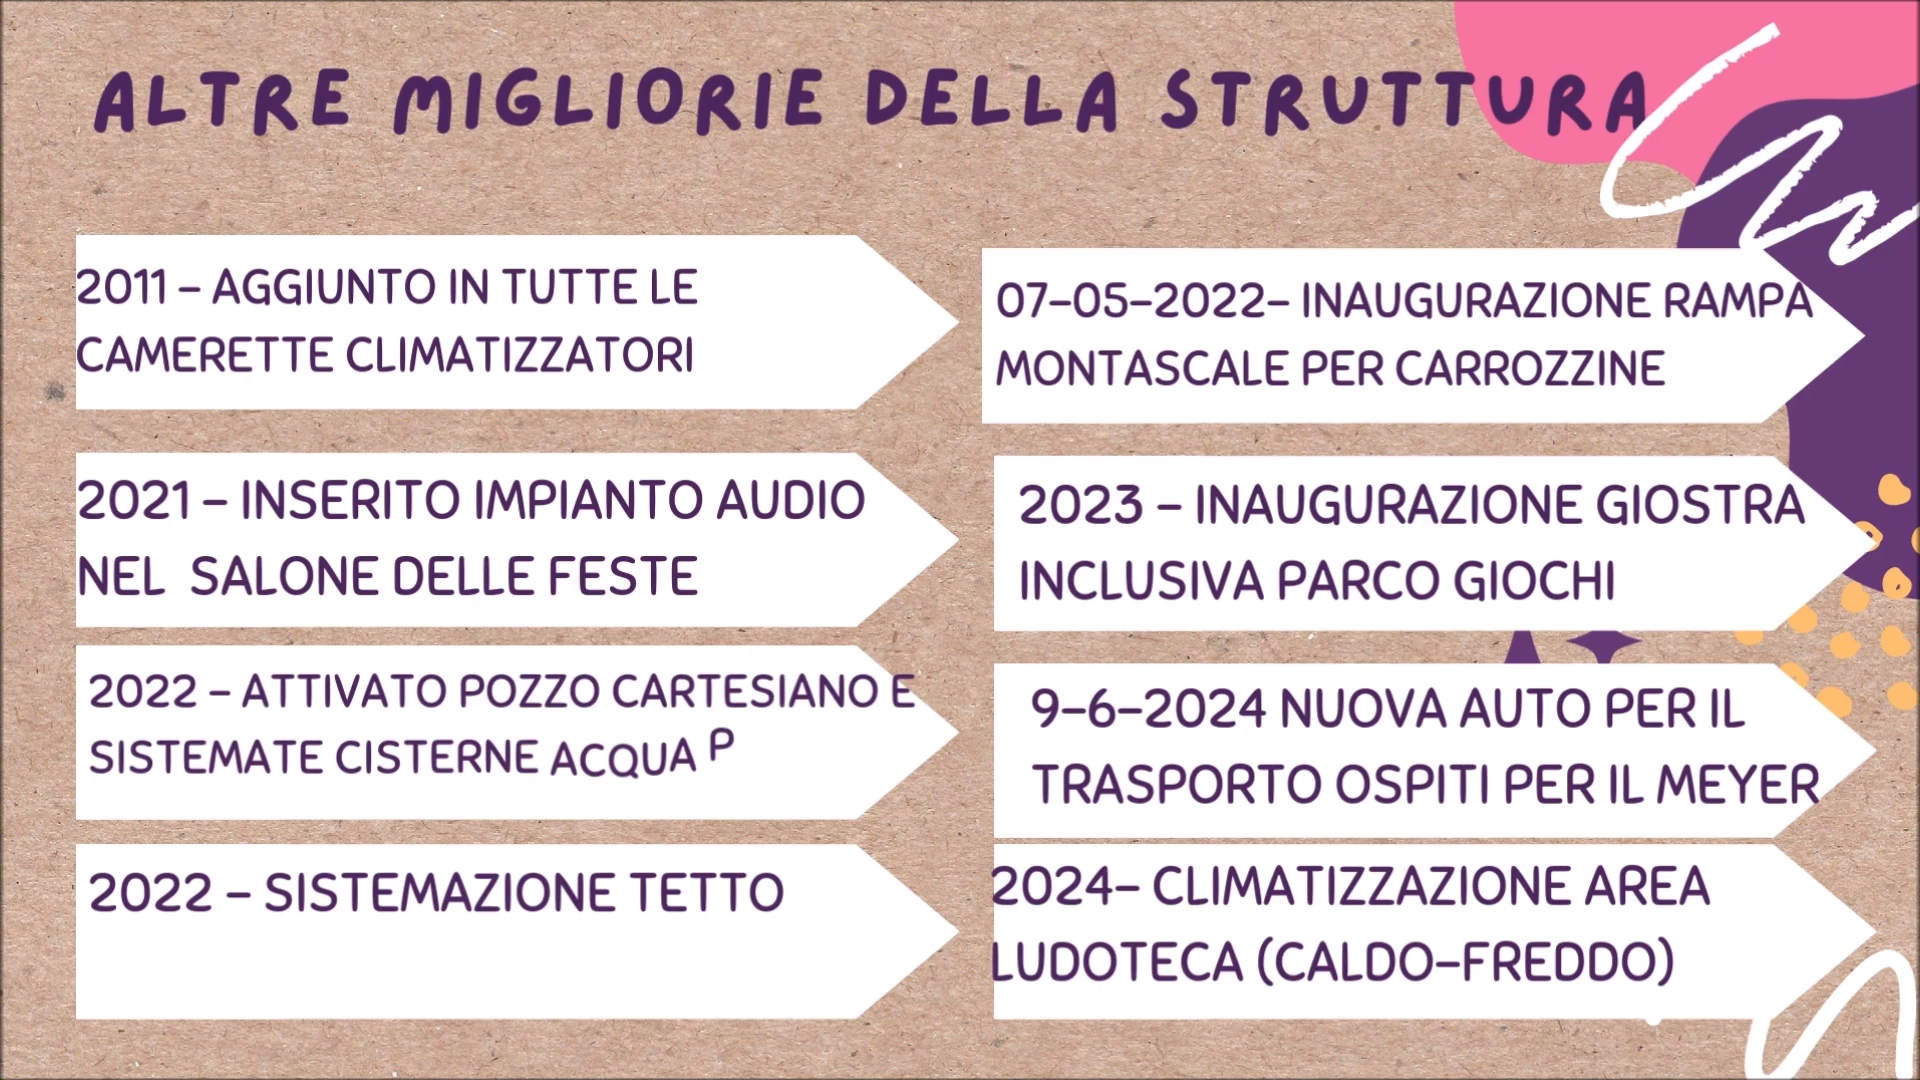 ALTRE MIGLIORIE DELLA STRUTTURA
2011 – AGGIUNTO IN TUTTE LE
CAMERETTE CLIMATIZZATORI
2021 – INSERITO IMPIANTO AUDIO
NEL SALONE DELLE FESTE
2022 – ATTIVATO POZZO CARTESIANO E
SISTEMATE CISTERNE ACQUA P
2022 – SISTEMAZIONE TETTO
07-05-2022- INAUGURAZIONE RAMPA
MONTASCALE PER CARROZZINE
2023 – INAUGURAZIONE GIOSTRA
INCLUSIVA PARCO GIOCHI
9-6-2024 NUOVA AUTO PER IL
TRASPORTO OSPITI PER IL MEYER
2024- CLIMATIZZAZIONE AREA
LUDOTECA (CALDO-FREDDO)